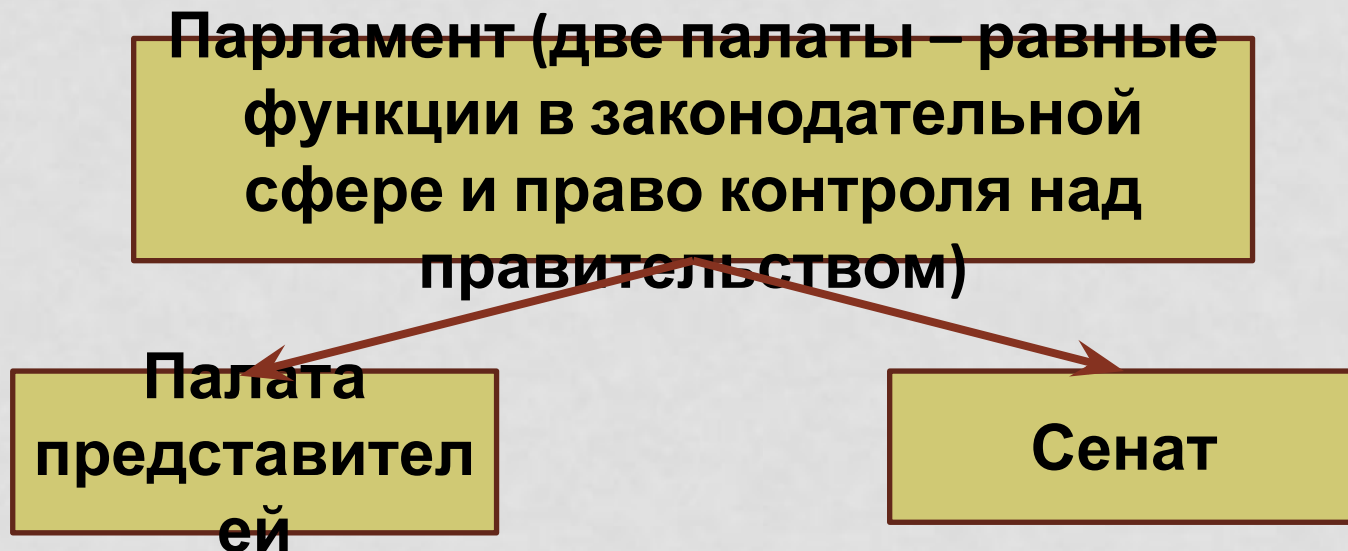 Парламент (две палаты – равные
функции в законодательной
сфере и право контроля над
правительством)
Палата
представител
ей
Сенат